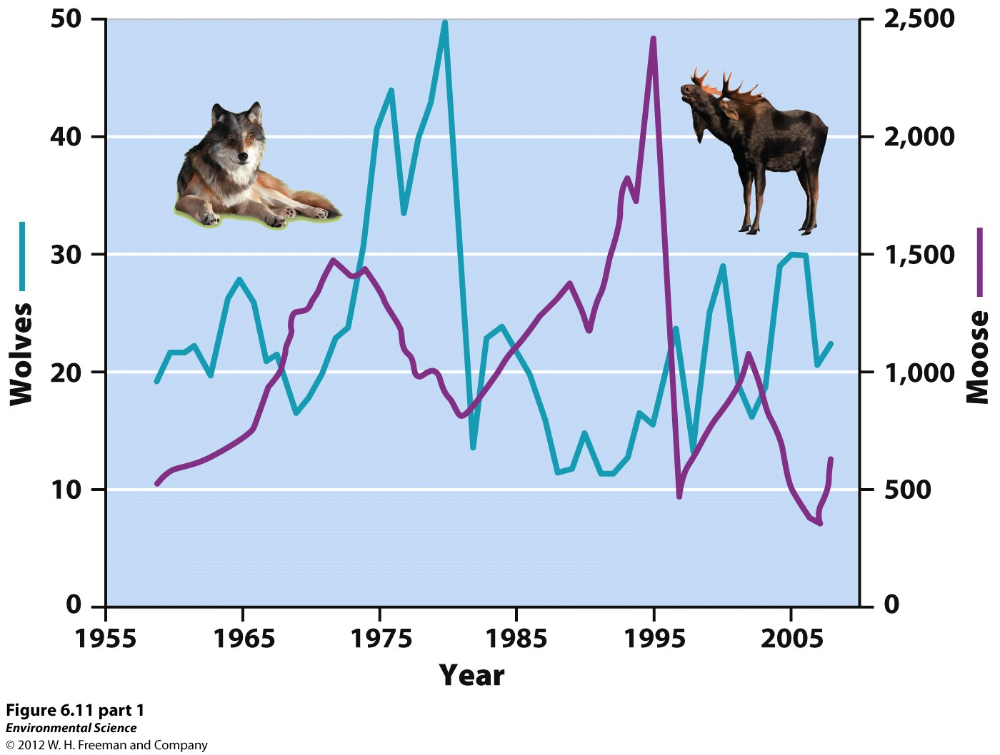 50
40
30
20
10
0
Wolves
2,500
2,000
1,500
1,000
500
0
Moose
1955 1965 1975 1985 1995 2005
Year
Figure 6.11 part 1
Environmental Science
© 2012 W. H. Freeman and Company